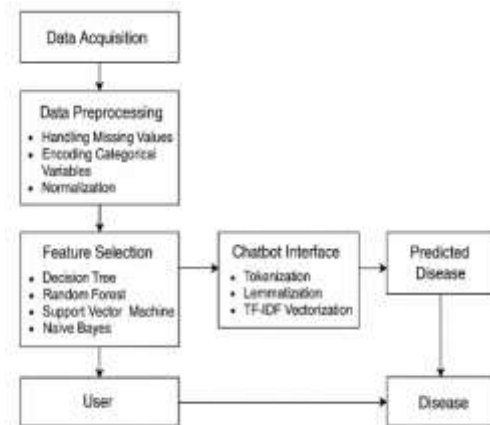 Data Acquisition
Data Preprocessing
• Handling Missing Values
• Encoding Categorical
Variables
• Normalization
Feature Selection
• Decision Tree
• Random Forest
• Support Vector Machine
• Naive Bayes
Chatbot Interface
• Tokenization
• Lemmalization
• TF-IDF Vectorization
Predicted
Disease
User
Disease